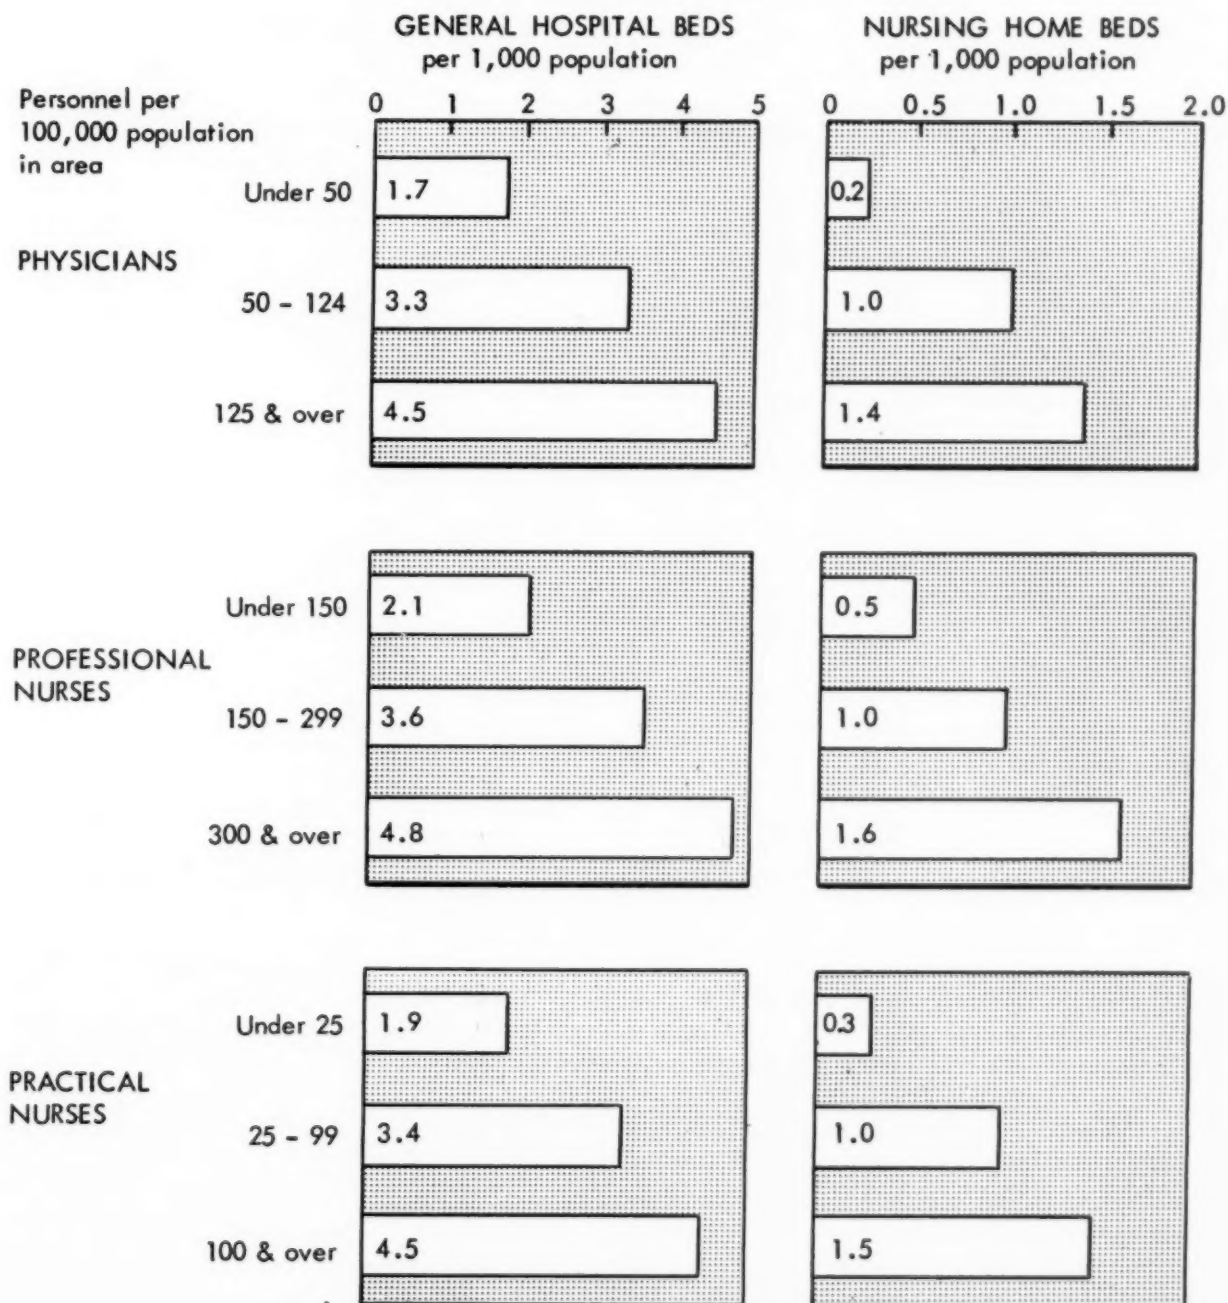 GENERAL HOSPITAL BEDS
per 1,000 population
NURSING HOME BEDS
per 1,000 population
Personnel per
100,000 population
in area
0 1 2 3 4 5
0 0.5 1.0 1.5 2.0
PHYSICIANS
Under 50 1.7 0.2
50 - 124 3.3 1.0
125 & over 4.5 1.4
PROFESSIONAL
NURSES
Under 150 2.1 0.5
150 - 299 3.6 1.0
300 & over 4.8 1.6
PRACTICAL
NURSES
Under 25 1.9 0.3
25 - 99 3.4 1.0
100 & over 4.5 1.5